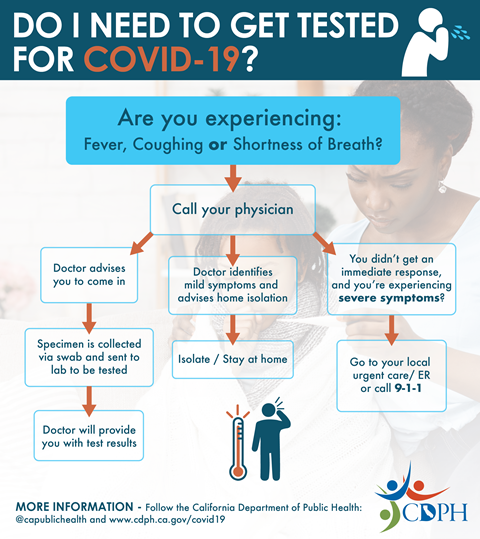 DO I NEED TO GET TESTED
FOR COVID-19?
Are you experiencing:
Fever, Coughing or Shortness of Breath?
Call your physician
Doctor advises
you to come in
Specimen is collected
via swab and sent to
lab to be tested
Doctor will provide
you with test results
Doctor identifies
mild symptoms and
advises home isolation
Isolate / Stay at home
You didn't get an
immediate response,
and you're experiencing
severe symptoms?
Go to your local
urgent care/ ER
or call 9-1-1
MORE INFORMATION - Follow the California Department of Public Health:
@capublichealth and www.cdph.ca.gov/covid19
CDPH